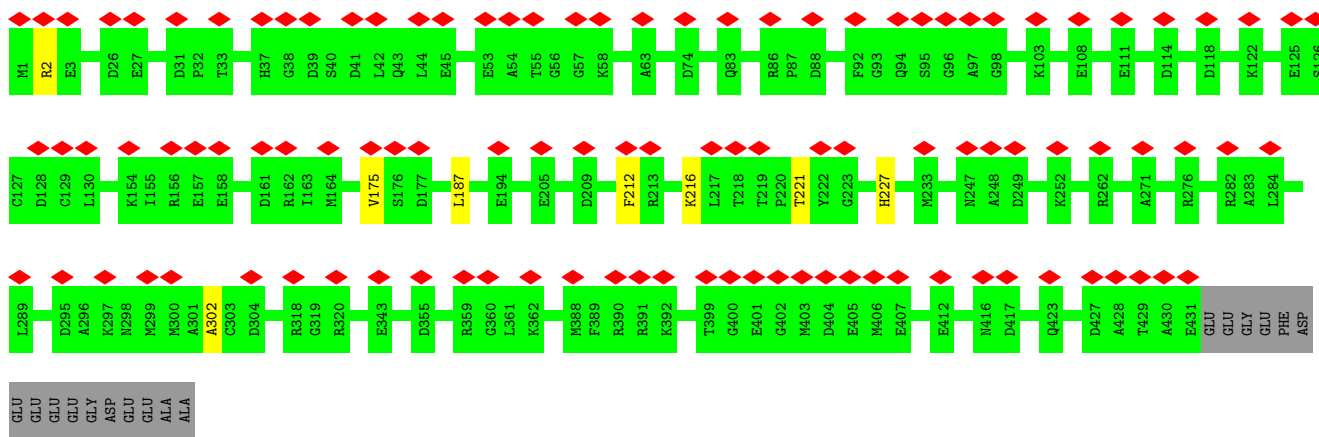 M1 R2 E3 D26 E27 D31 P32 T33 H37 G38 D39 S40 D41 L42 Q43 L44 E45 E53 A54 T55 G56 G57 K58 A63 D74 Q83 R86 P87 D88 F92 G93 Q94 S95 G96 A97 G98 K103 E108 E111 D114 D118 K122 E125 S126
C127 D128 C129 L130 K154 I155 R156 E157 E158 D161 R162 I163 M164 V175 S176 D177 L187 E194 E205 D209 F212 R213 K216 L217 T218 T219 P220 T221 Y222 G223 H227 M233 N247 A248 D249 K252 R262 A271 R276 R282 A283 L284
L289 D295 A296 K297 N298 M299 M300 A301 A302 C303 D304 R318 G319 R320 E343 D355 R359 G360 L361 K362 M388 F389 R390 R391 K392 T399 G400 E401 G402 M403 D404 E405 M406 E407 E412 N416 D417 Q423 D427 A428 T429 A430 E431 GLU GLU GLY GLU PHE ASP
GLU GLU GLU GLU GLY ASP GLU GLU ALA ALA